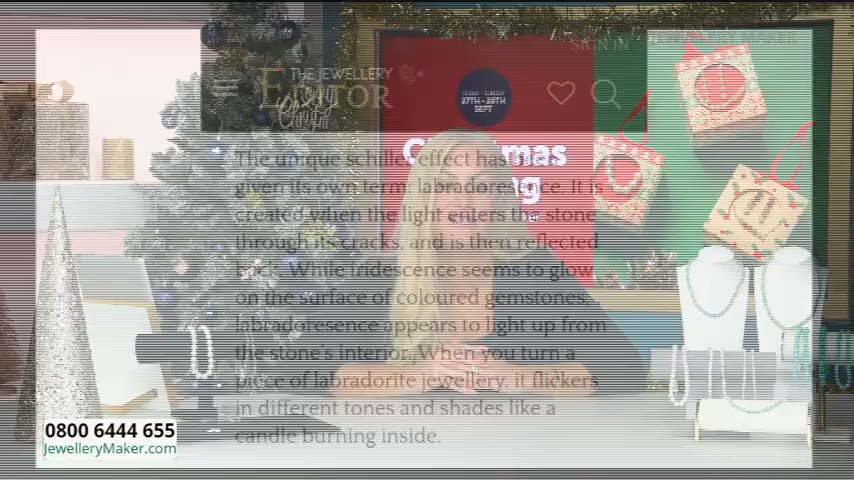 SIGN IN
JEWELLERY MAKER
THE JEWELLERY
EDITOR
Merry
Christmas
27TH - 28TH
SEPT
Christmas
The unique schiller effect has been
given its own term: labradoresence. It is
created when the light enters the stone
through its cracks, and is then reflected
back. While iridescence seems to glow
on the surface of coloured gemstones,
labradoresence appears to light up from
the stone's interior. When you turn a
piece of labradorite jewellery, it flickers
in different tones and shades like a
candle burning inside.
0800 6444 655
JewelleryMaker.com